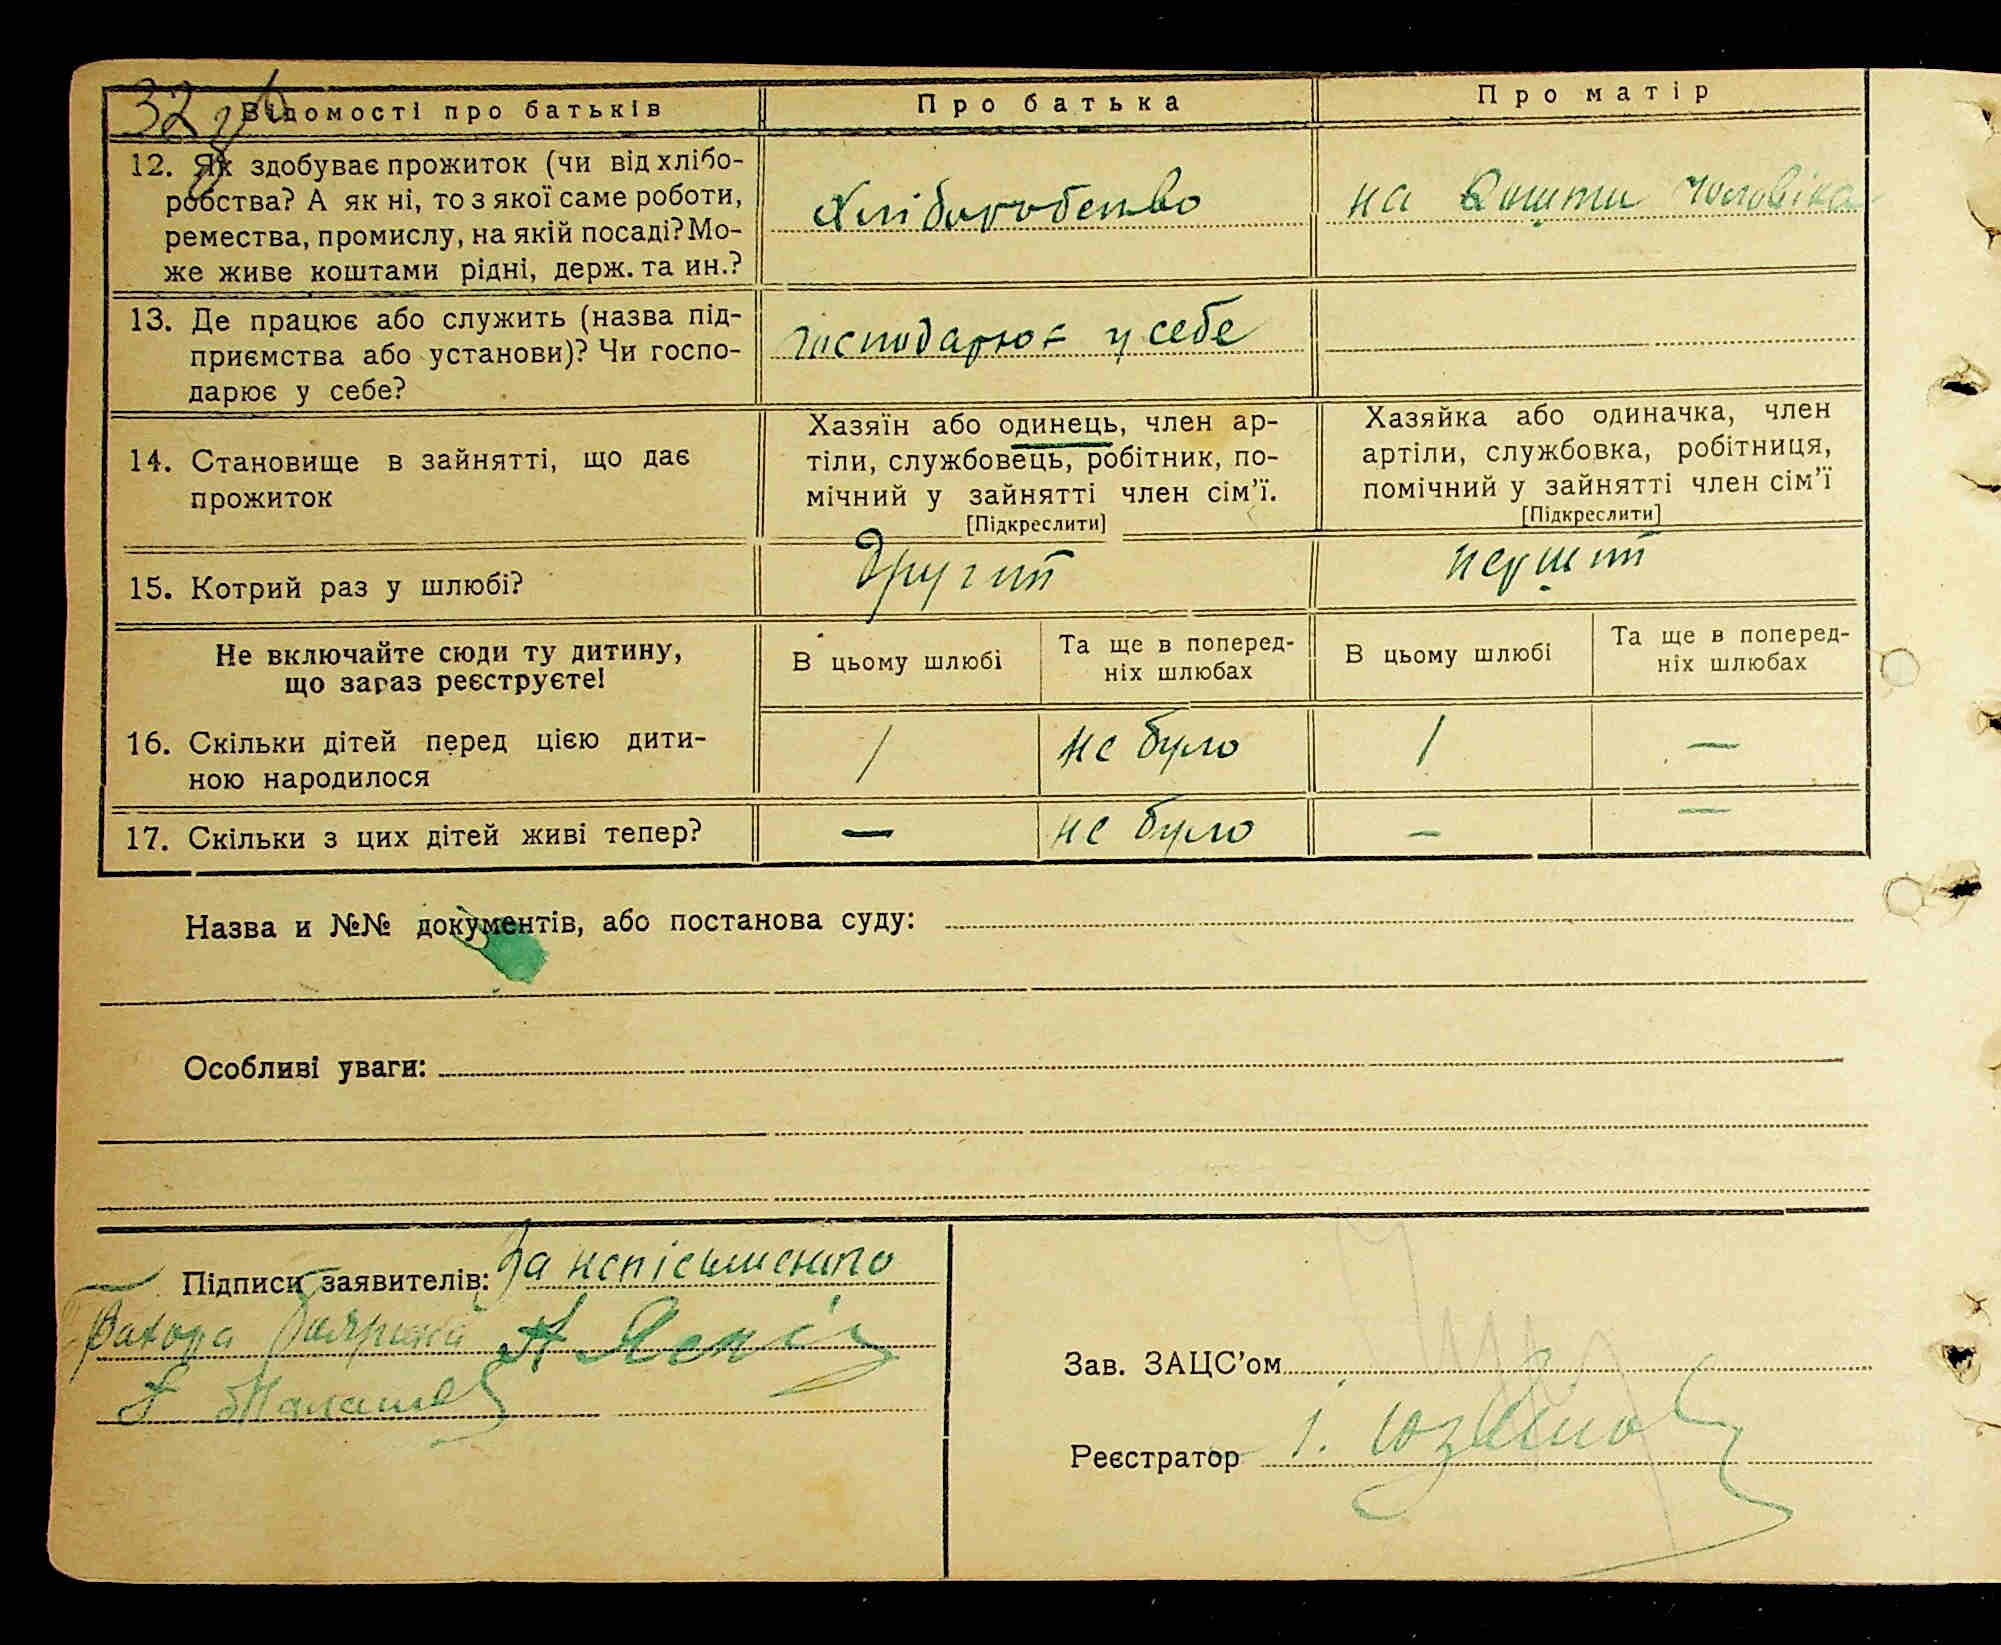 32
Відомості про батьків
Про батька
Про матір
12. Як здобуває прожиток (чи від хлібо-
робства? А як ні, то з якої саме роботи,
ремества, промислу, на якій посаді? Мо-
же живе коштами рідні, держ. та ин.?
Хліборобство
на кошти чоловіка
13. Де працює або служить (назва під-
приємства або установи)? Чи госпо-
дарює у себе?
господарює у себе
14. Становище в зайнятті, що дає
прожиток
Хазяїн або одинець, член ар-
тіли, службовець, робітник, по-
мічний у зайнятті член сім'ї.
[Підкреслити]
Хазяйка або одиначка, член
артіли, службовка, робітниця,
помічний у зайнятті член сім'ї
[Підкреслити]
15. Котрий раз у шлюбі?
другий
перший
Не включайте сюди ту дитину,
що зараз реєструєте!
В цьому шлюбі
Та ще в поперед-
ніх шлюбах
В цьому шлюбі
Та ще в поперед-
ніх шлюбах
16. Скільки дітей перед цією дити-
ною народилося
1
не було
1
—
17. Скільки з цих дітей живі тепер?
—
не було
—
—
Назва и №№ документів, або постанова суду:
Особливі уваги:
Підписи заявителів: За неписьменого
Зав. ЗАЦС'ом
Реєстратор І.